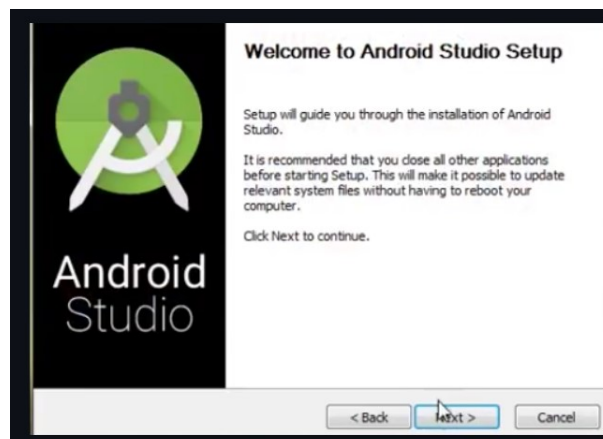 Welcome to Android Studio Setup
Setup will guide you through the installation of Android
Studio.
It is recommended that you close all other applications
before starting Setup. This will make it possible to update
relevant system files without having to reboot your
computer.
Click Next to continue.
Android
Studio
< Back
Next >
Cancel